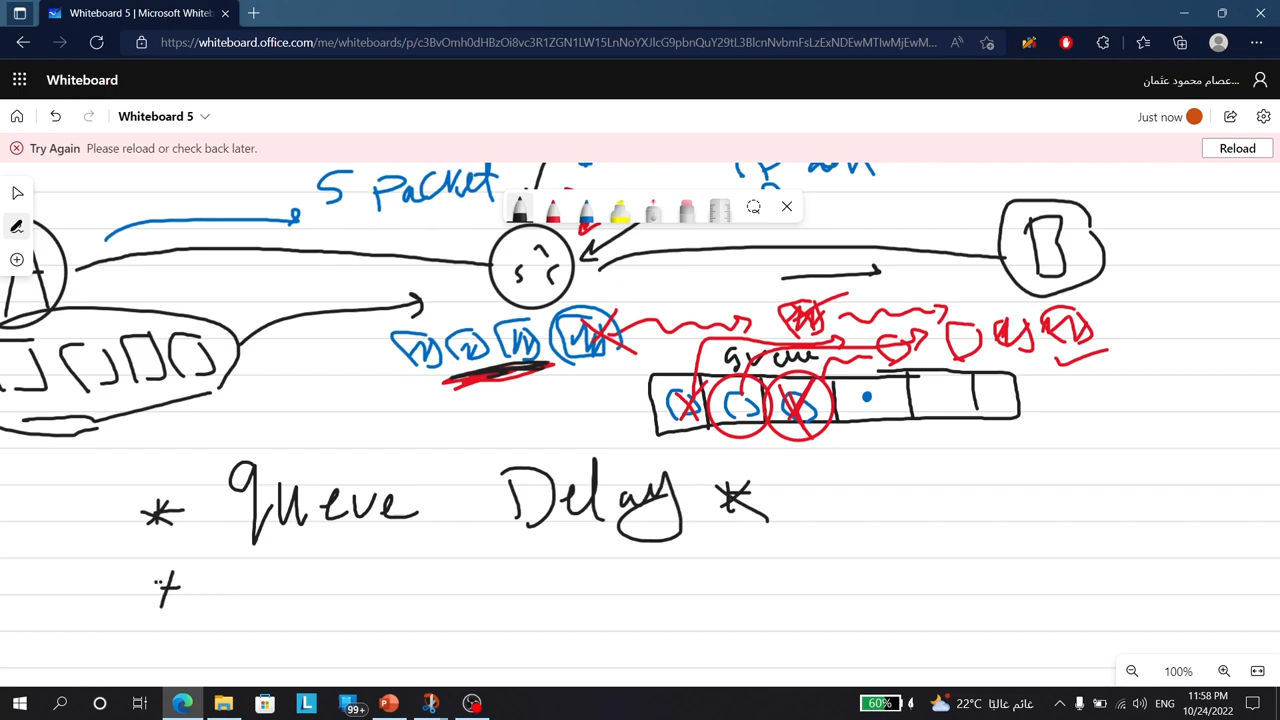 Whiteboard 5 | Microsoft Whiteb
https://whiteboard.office.com/me/whiteboards/p/c3BvOmh0dHBzOi8vc3R1ZGN1LW15LnNoYXJlcG9pbnQuY29tL3BlcnNvbmFsLzExNDEwMTIwMjEwM...
Whiteboard
عصام محمود عثمان...
Whiteboard 5
Just now
Try Again Please reload or check back later.
Reload
5 packet
B
queue
* Queue Delay *
100%
99+
60%
22°C غائم غالبًا
ENG
11:58 PM
10/24/2022